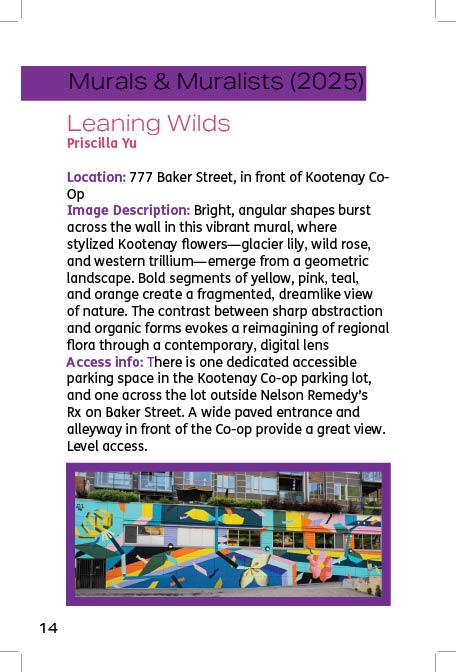 Murals & Muralists (2025)
Leaning Wilds
Priscilla Yu
Location: 777 Baker Street, in front of Kootenay Co-
Op
Image Description: Bright, angular shapes burst
across the wall in this vibrant mural, where
stylized Kootenay flowers—glacier lily, wild rose,
and western trillium—emerge from a geometric
landscape. Bold segments of yellow, pink, teal,
and orange create a fragmented, dreamlike view
of nature. The contrast between sharp abstraction
and organic forms evokes a reimagining of regional
flora through a contemporary, digital lens
Access info: There is one dedicated accessible
parking space in the Kootenay Co-op parking lot,
and one across the lot outside Nelson Remedy’s
Rx on Baker Street. A wide paved entrance and
alleyway in front of the Co-op provide a great view.
Level access.
14